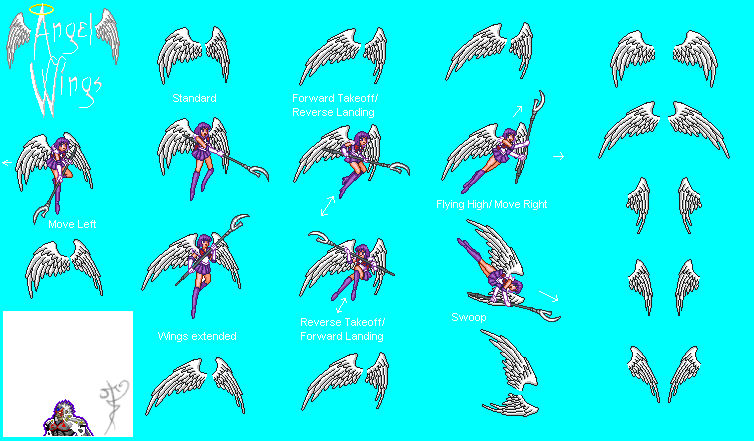 Angel
Wings
Standard
Forward Takeoff/
Reverse Landing
Move Left
Flying High/ Move Right
Wings extended
Reverse Takeoff/
Forward Landing
Swoop